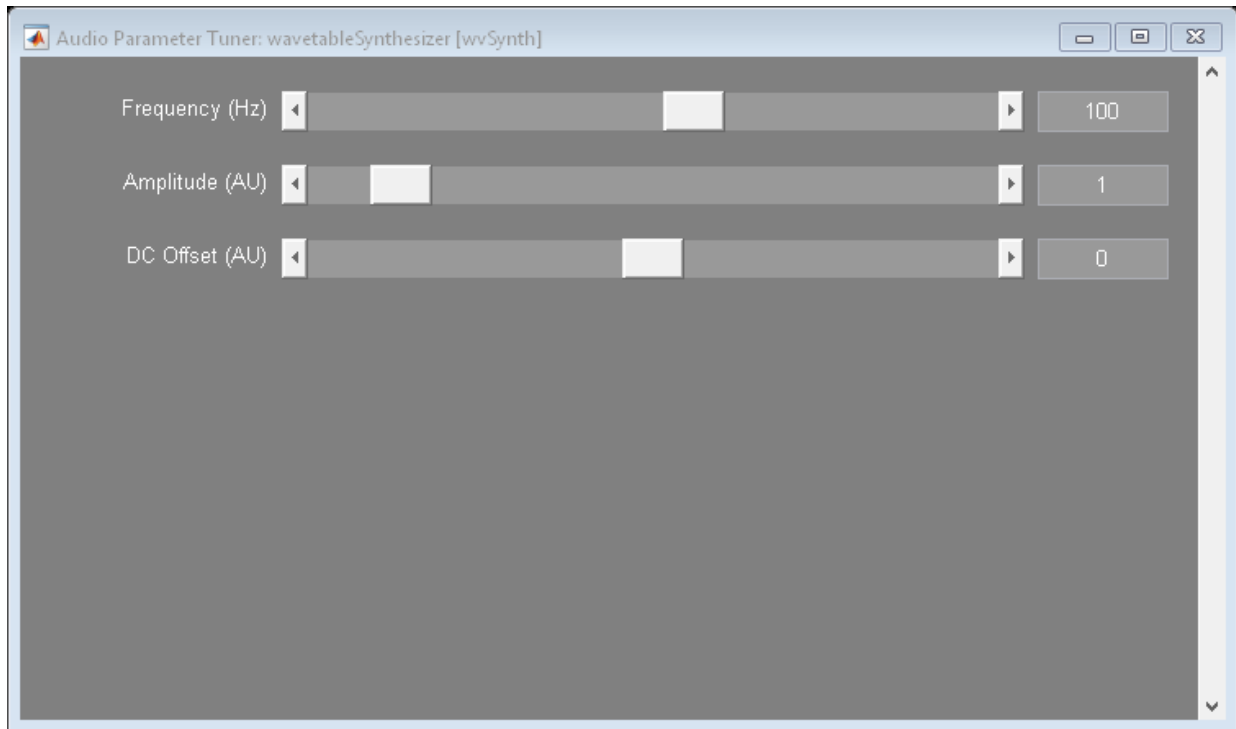 Audio Parameter Tuner: wavetableSynthesizer [wvSynth]
Frequency (Hz) 100
Amplitude (AU) 1
DC Offset (AU) 0